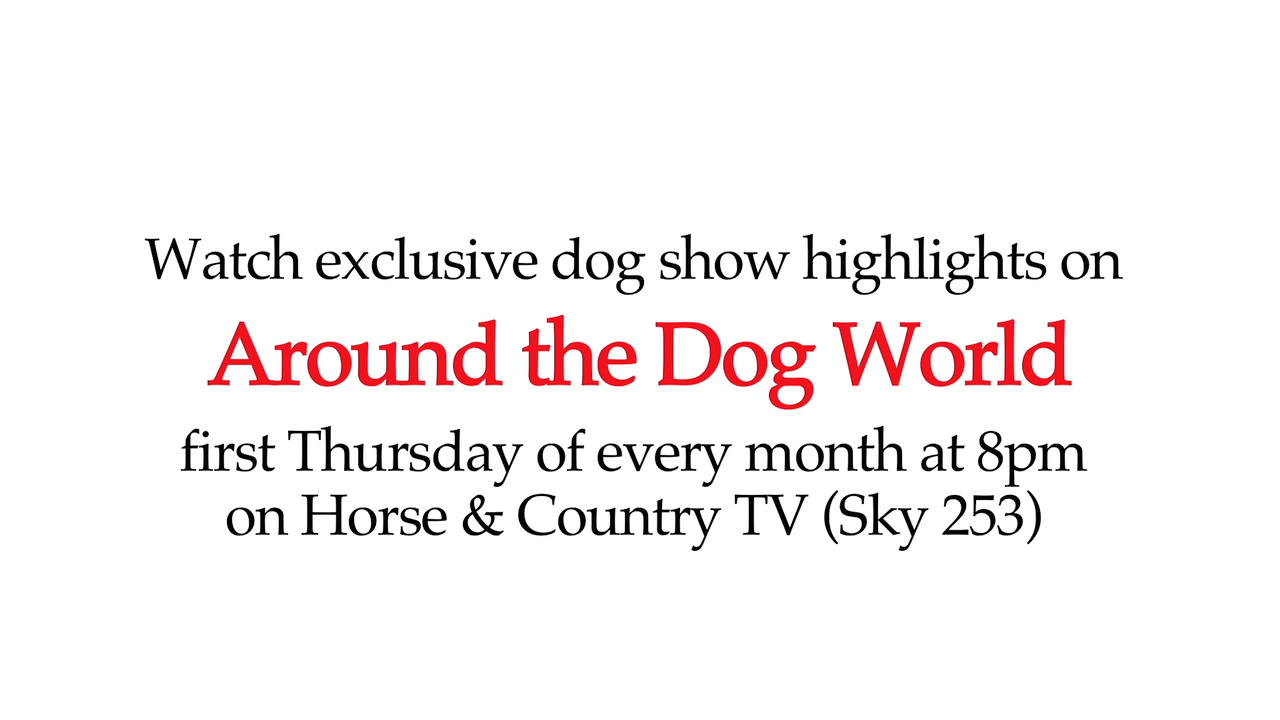 Watch exclusive dog show highlights on
Around the Dog World
first Thursday of every month at 8pm
on Horse & Country TV (Sky 253)